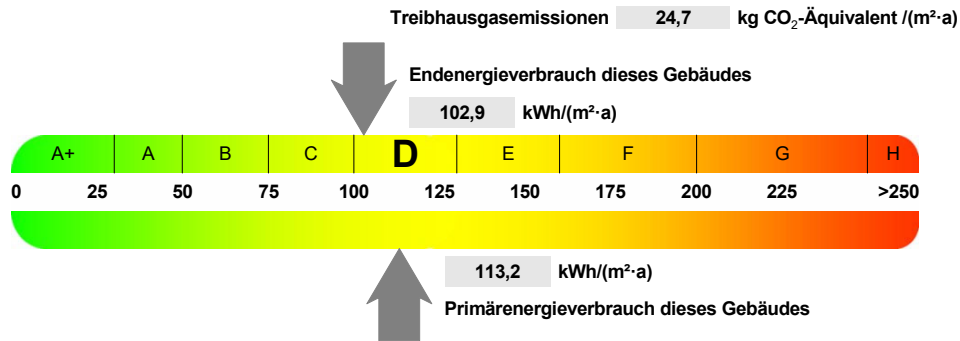 Treibhausgasemissionen 24,7 kg CO₂-Äquivalent /(m²·a)
Endenergieverbrauch dieses Gebäudes
102,9 kWh/(m²·a)
A+ A B C D E F G H
0 25 50 75 100 125 150 175 200 225 >250
113,2 kWh/(m²·a)
Primärenergieverbrauch dieses Gebäudes